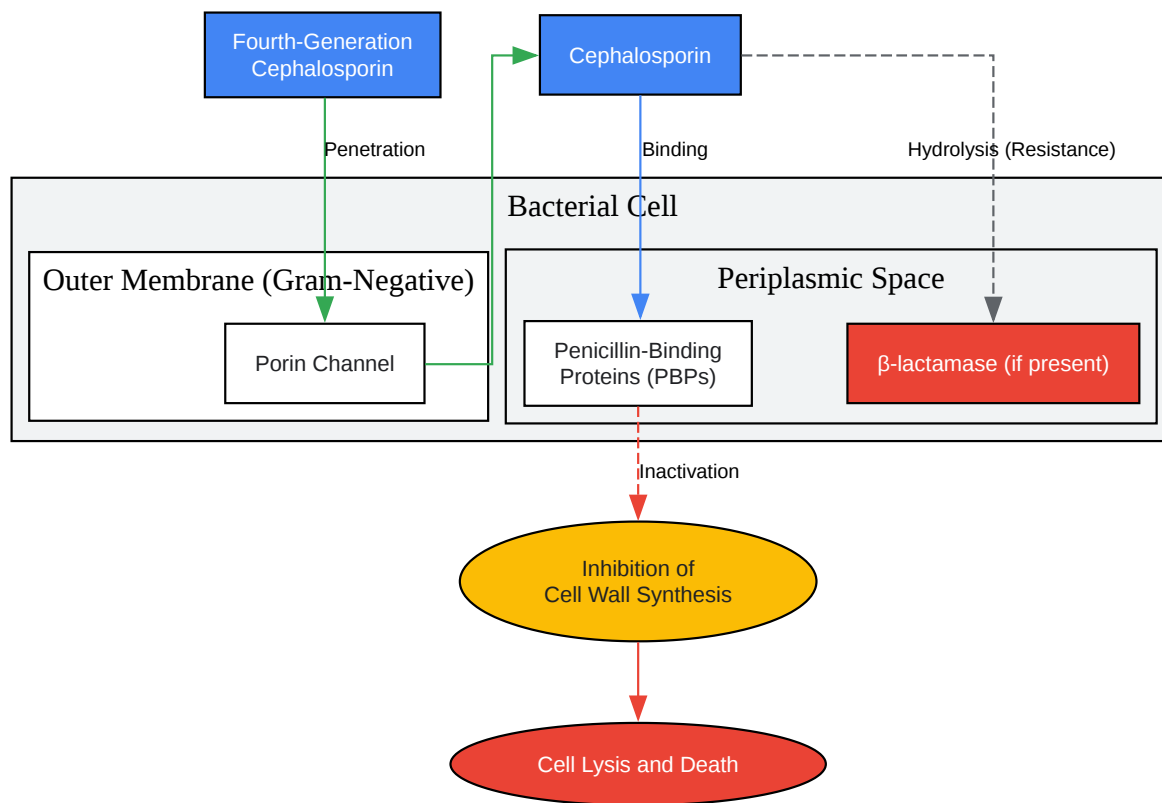 Fourth-Generation
Cephalosporin
Cephalosporin
Penetration
Binding
Hydrolysis (Resistance)
Bacterial Cell
Outer Membrane (Gram-Negative)
Periplasmic Space
Porin Channel
Penicillin-Binding
Proteins (PBPs)
β-lactamase (if present)
Inactivation
Inhibition of
Cell Wall Synthesis
Cell Lysis and Death